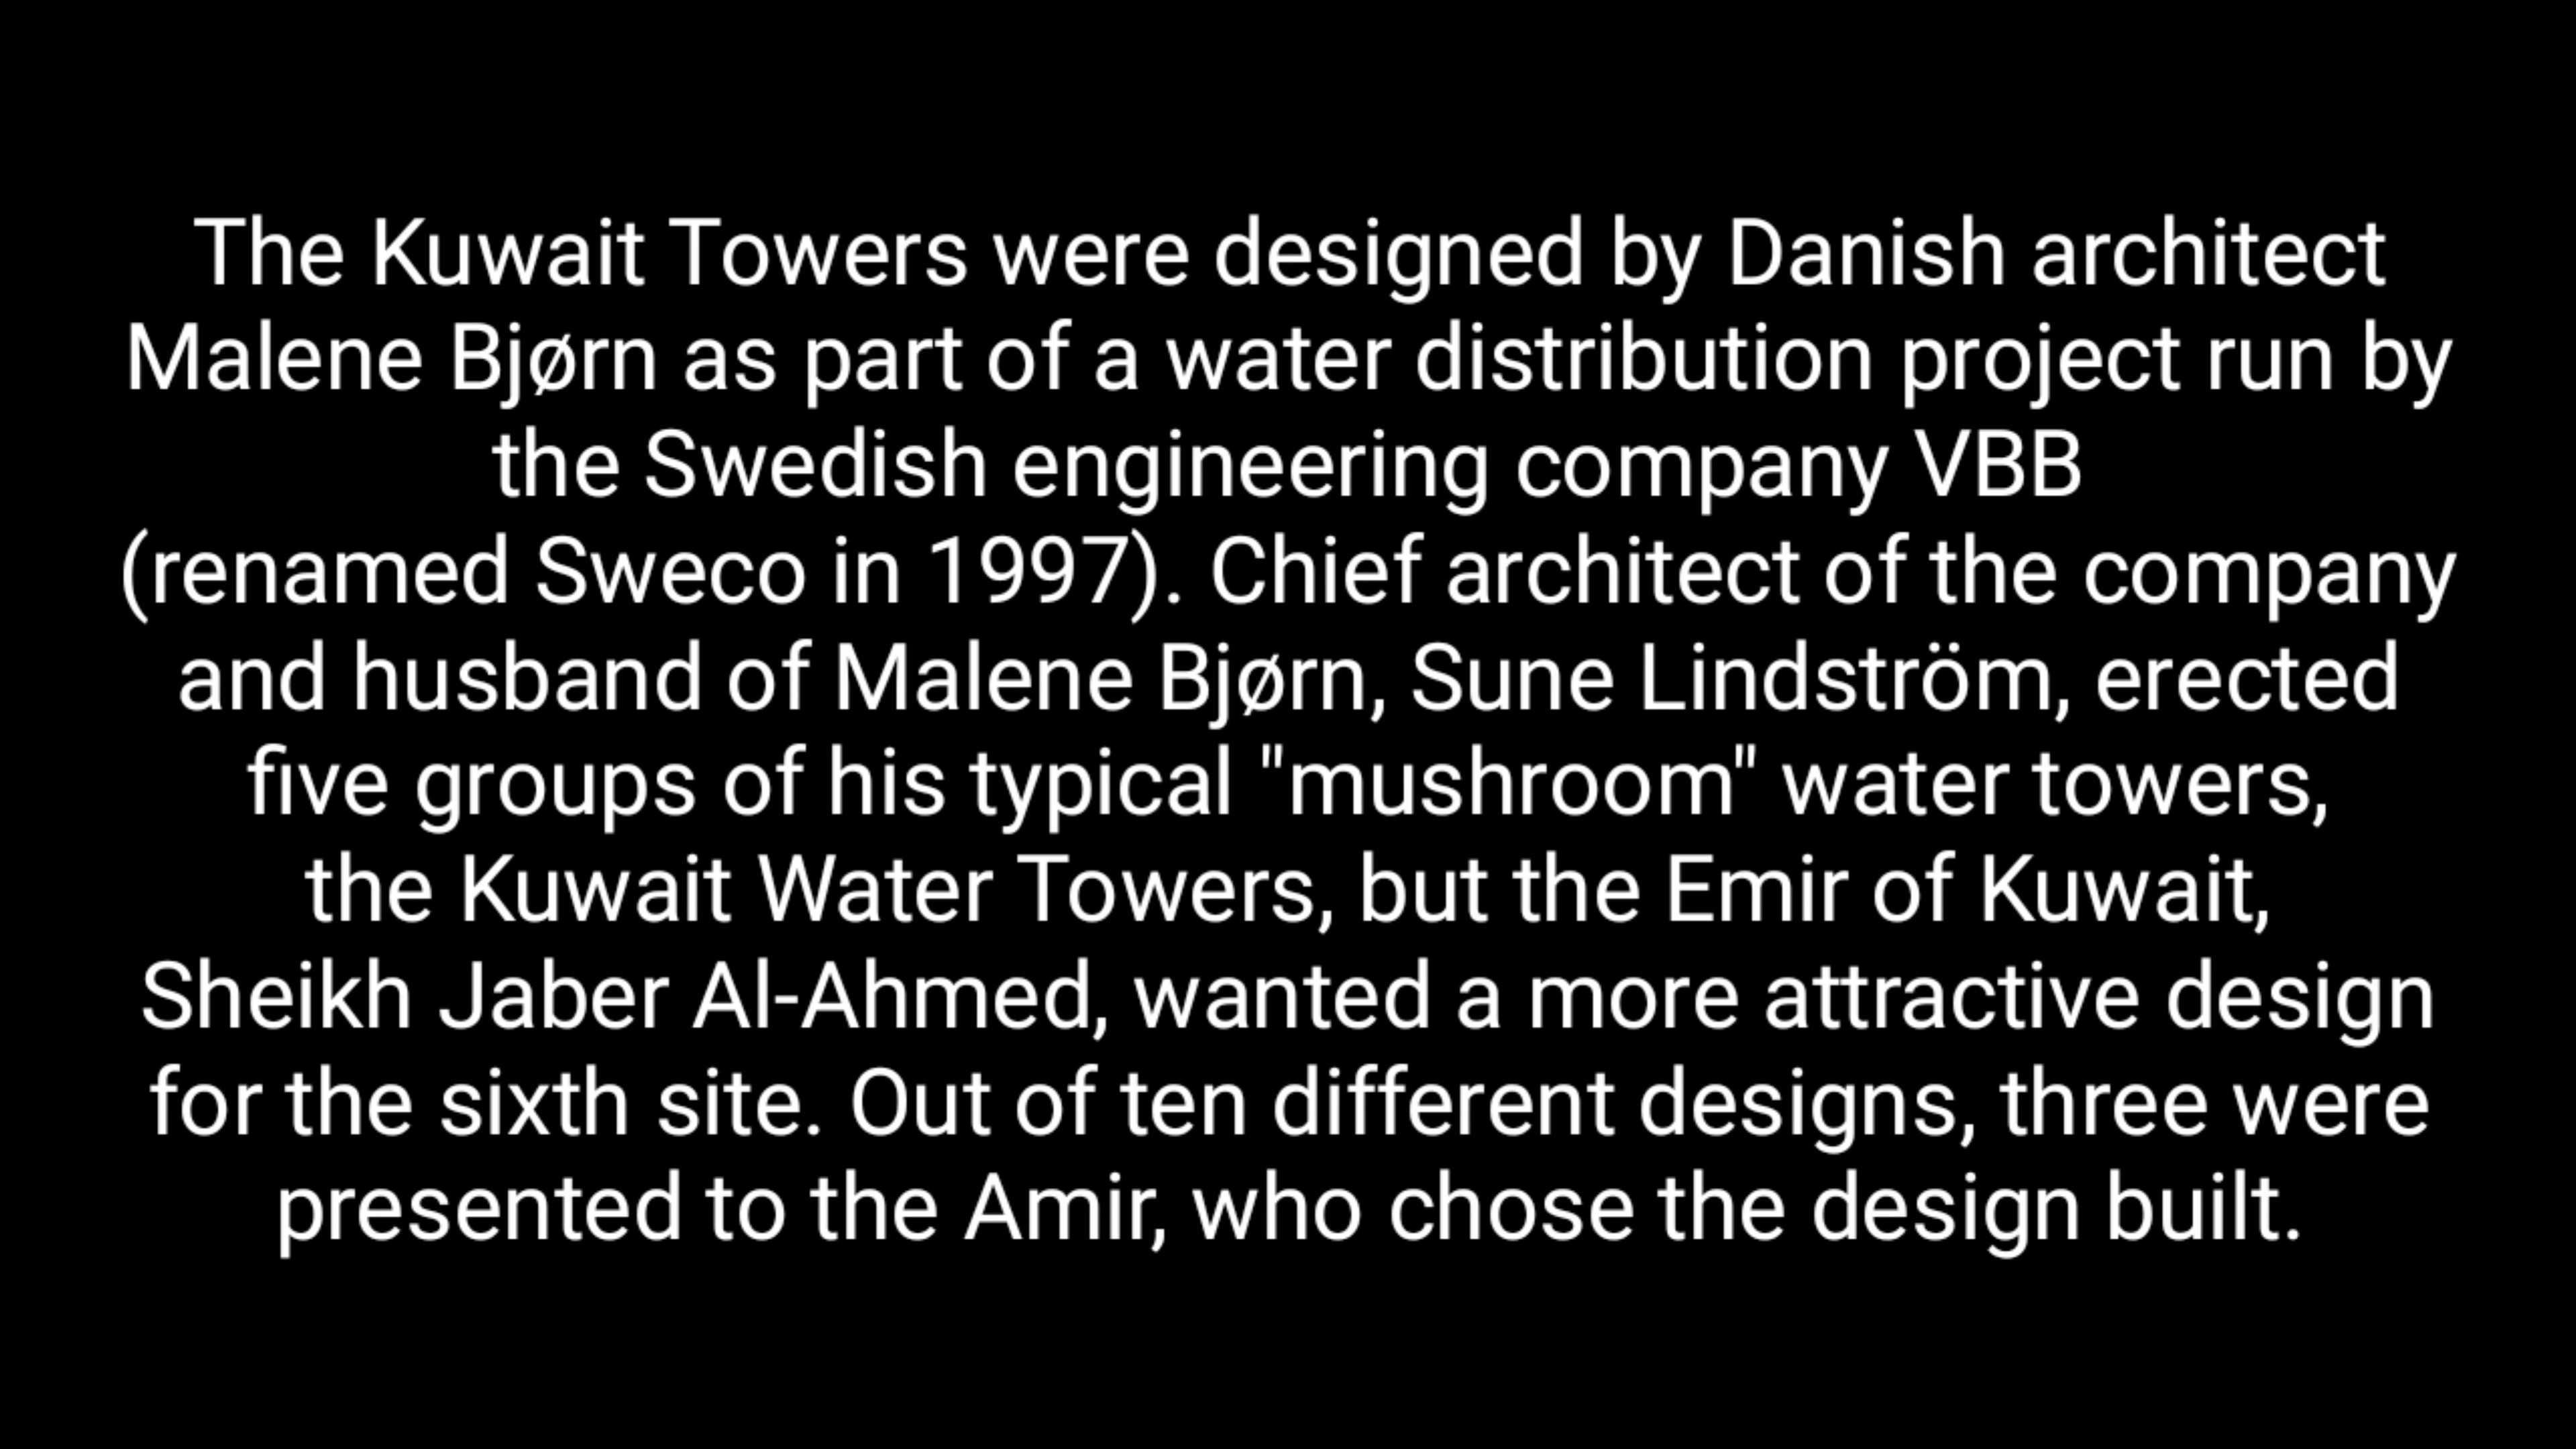 The Kuwait Towers were designed by Danish architect
Malene Bjørn as part of a water distribution project run by
the Swedish engineering company VBB
(renamed Sweco in 1997). Chief architect of the company
and husband of Malene Bjørn, Sune Lindström, erected
five groups of his typical "mushroom" water towers,
the Kuwait Water Towers, but the Emir of Kuwait,
Sheikh Jaber Al-Ahmed, wanted a more attractive design
for the sixth site. Out of ten different designs, three were
presented to the Amir, who chose the design built.